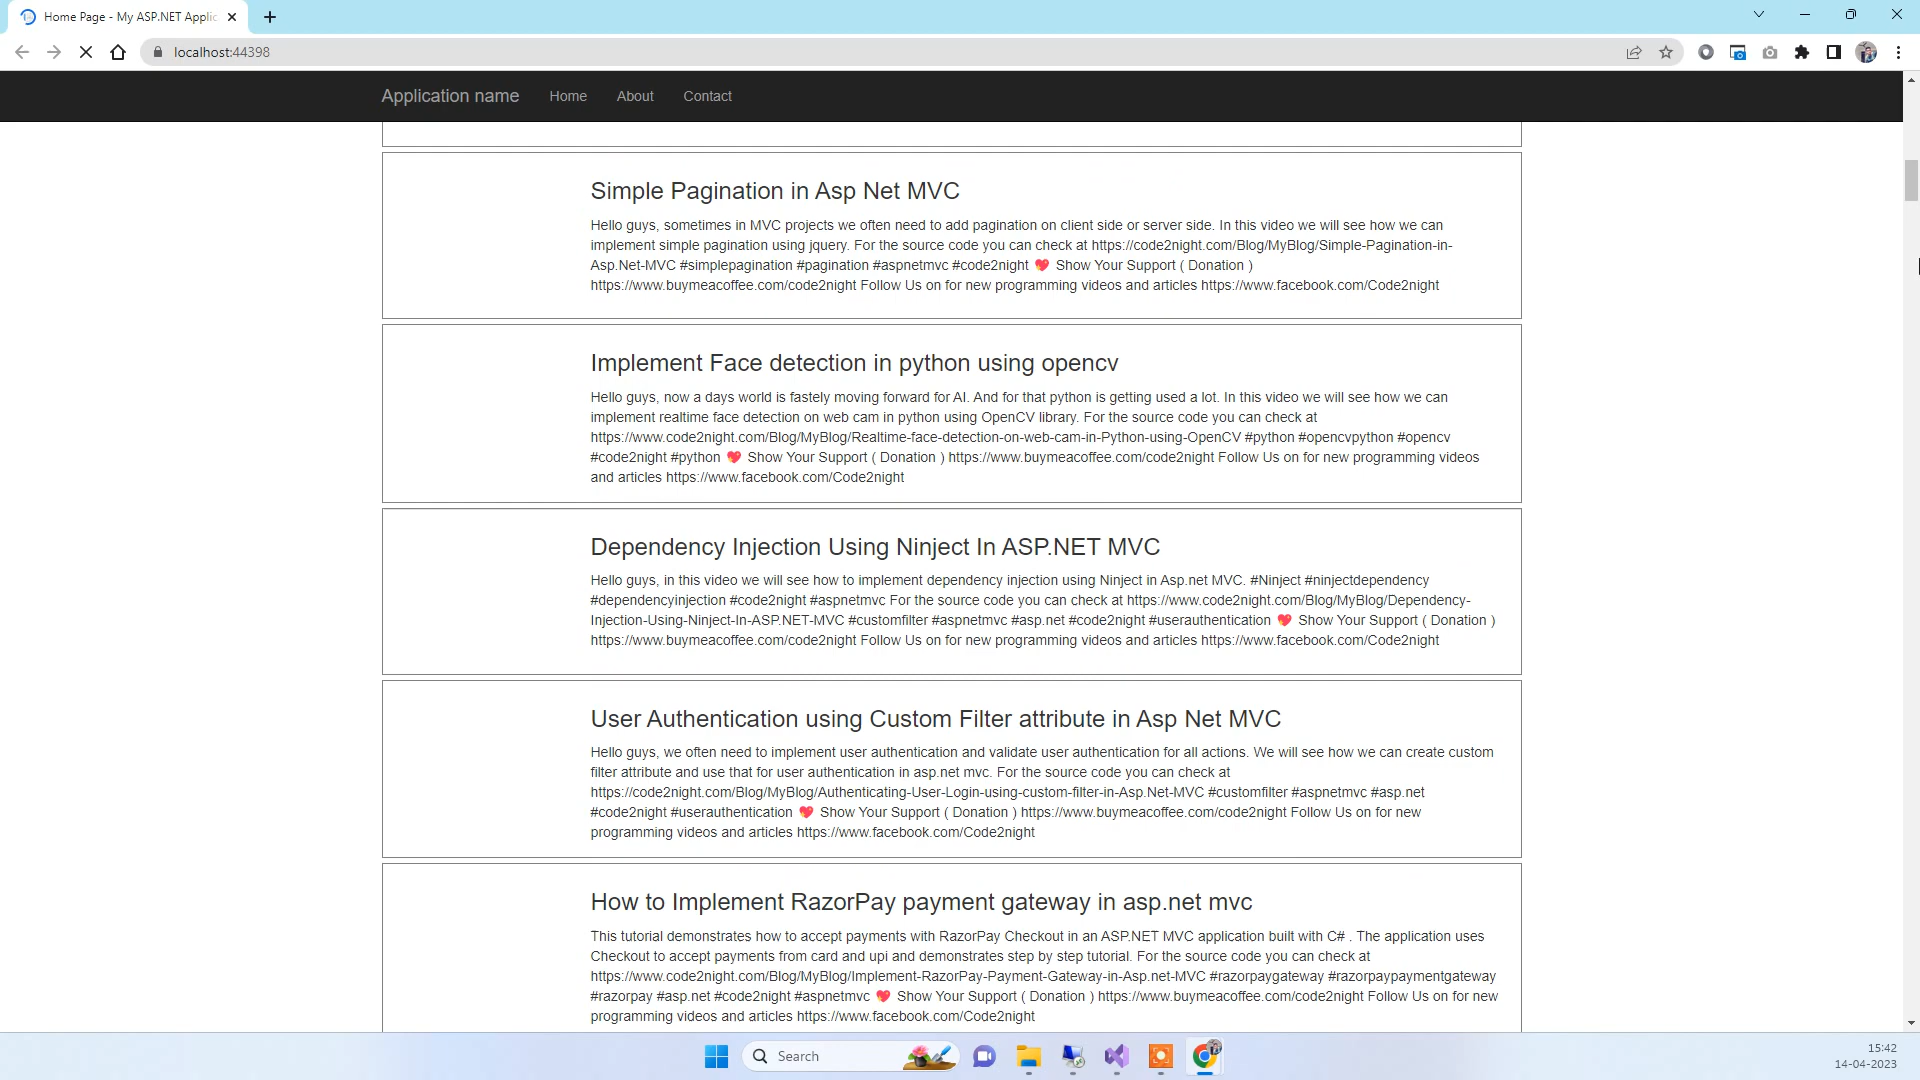 Home Page - My ASP.NET Applic
localhost:44398
Application name Home About Contact
Simple Pagination in Asp Net MVC
Hello guys, sometimes in MVC projects we often need to add pagination on client side or server side. In this video we will see how we can
implement simple pagination using jquery. For the source code you can check at https://code2night.com/Blog/MyBlog/Simple-Pagination-in-
Asp.Net-MVC #simplepagination #pagination #aspnetmvc #code2night 💖 Show Your Support ( Donation )
https://www.buymeacoffee.com/code2night Follow Us on for new programming videos and articles https://www.facebook.com/Code2night
Implement Face detection in python using opencv
Hello guys, now a days world is fastely moving forward for AI. And for that python is getting used a lot. In this video we will see how we can
implement realtime face detection on web cam in python using OpenCV library. For the source code you can check at
https://www.code2night.com/Blog/MyBlog/Realtime-face-detection-on-web-cam-in-Python-using-OpenCV #python #opencvpython #opencv
#code2night #python 💖 Show Your Support ( Donation ) https://www.buymeacoffee.com/code2night Follow Us on for new programming videos
and articles https://www.facebook.com/Code2night
Dependency Injection Using Ninject In ASP.NET MVC
Hello guys, in this video we will see how to implement dependency injection using Ninject in Asp.net MVC. #Ninject #ninjectdependency
#dependencyinjection #code2night #aspnetmvc For the source code you can check at https://www.code2night.com/Blog/MyBlog/Dependency-
Injection-Using-Ninject-In-ASP.NET-MVC #customfilter #aspnetmvc #asp.net #code2night #userauthentication 💖 Show Your Support ( Donation )
https://www.buymeacoffee.com/code2night Follow Us on for new programming videos and articles https://www.facebook.com/Code2night
User Authentication using Custom Filter attribute in Asp Net MVC
Hello guys, we often need to implement user authentication and validate user authentication for all actions. We will see how we can create custom
filter attribute and use that for user authentication in asp.net mvc. For the source code you can check at
https://code2night.com/Blog/MyBlog/Authenticating-User-Login-using-custom-filter-in-Asp.Net-MVC #customfilter #aspnetmvc #asp.net
#code2night #userauthentication 💖 Show Your Support ( Donation ) https://www.buymeacoffee.com/code2night Follow Us on for new
programming videos and articles https://www.facebook.com/Code2night
How to Implement RazorPay payment gateway in asp.net mvc
This tutorial demonstrates how to accept payments with RazorPay Checkout in an ASP.NET MVC application built with C# . The application uses
Checkout to accept payments from card and upi and demonstrates step by step tutorial. For the source code you can check at
https://www.code2night.com/Blog/MyBlog/Implement-RazorPay-Payment-Gateway-in-Asp.net-MVC #razorpaygateway #razorpaypaymentgateway
#razorpay #asp.net #code2night #aspnetmvc 💖 Show Your Support ( Donation ) https://www.buymeacoffee.com/code2night Follow Us on for new
programming videos and articles https://www.facebook.com/Code2night
Search
15:42
14-04-2023